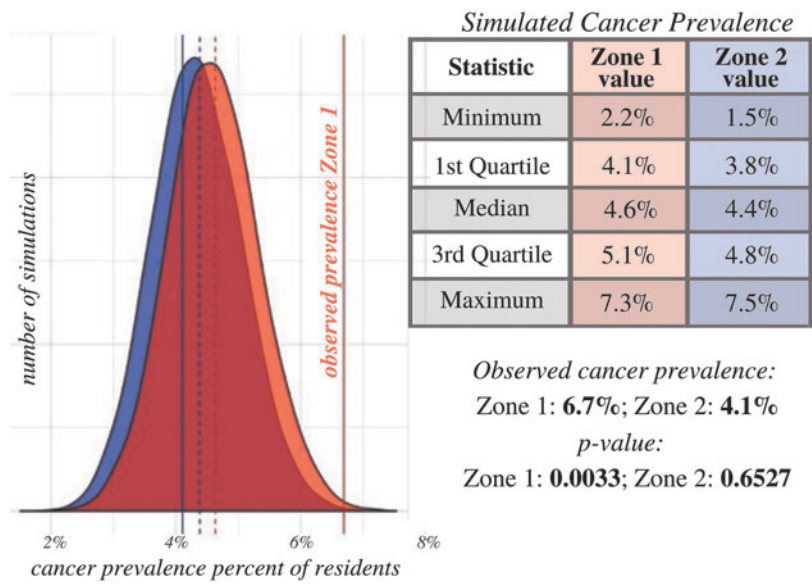 Simulated Cancer Prevalence
Statistic Zone 1 value Zone 2 value
Minimum 2.2% 1.5%
1st Quartile 4.1% 3.8%
Median 4.6% 4.4%
3rd Quartile 5.1% 4.8%
Maximum 7.3% 7.5%
Observed cancer prevalence:
Zone 1: 6.7%; Zone 2: 4.1%
p-value:
Zone 1: 0.0033; Zone 2: 0.6527
number of simulations
observed prevalence Zone 1
2% 4% 6% 8%
cancer prevalence percent of residents